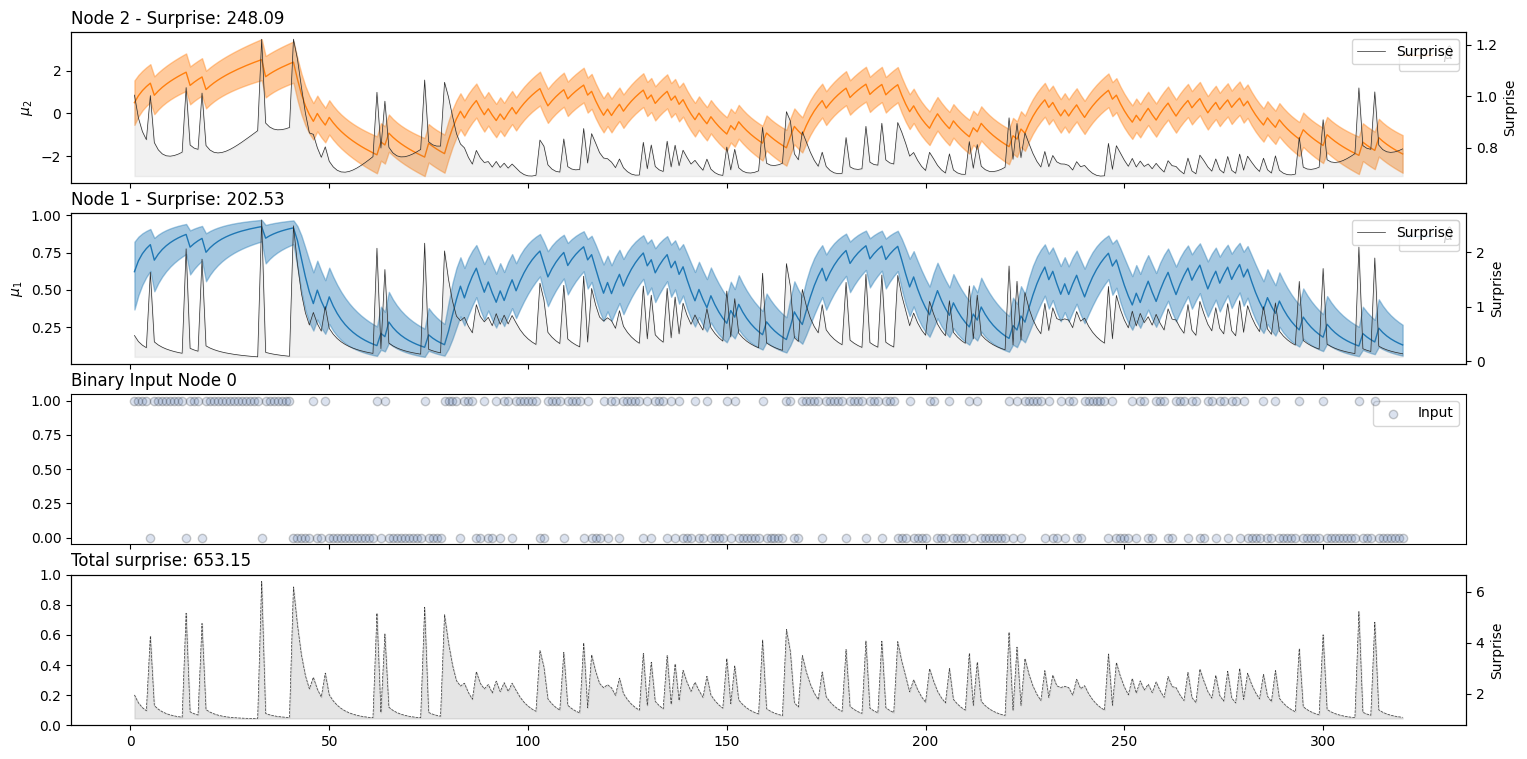 Node 2 - Surprise: 248.09
μ2
2
0
−2
Surprise
1.2
1.0
0.8
Surprise
Node 1 - Surprise: 202.53
μ1
1.00
0.75
0.50
0.25
Surprise
2
1
0
Surprise
Binary Input Node 0
1.00
0.75
0.50
0.25
0.00
Input
Total surprise: 653.15
1.0
0.8
0.6
0.4
0.2
0.0
6
4
2
Surprise
0 50 100 150 200 250 300